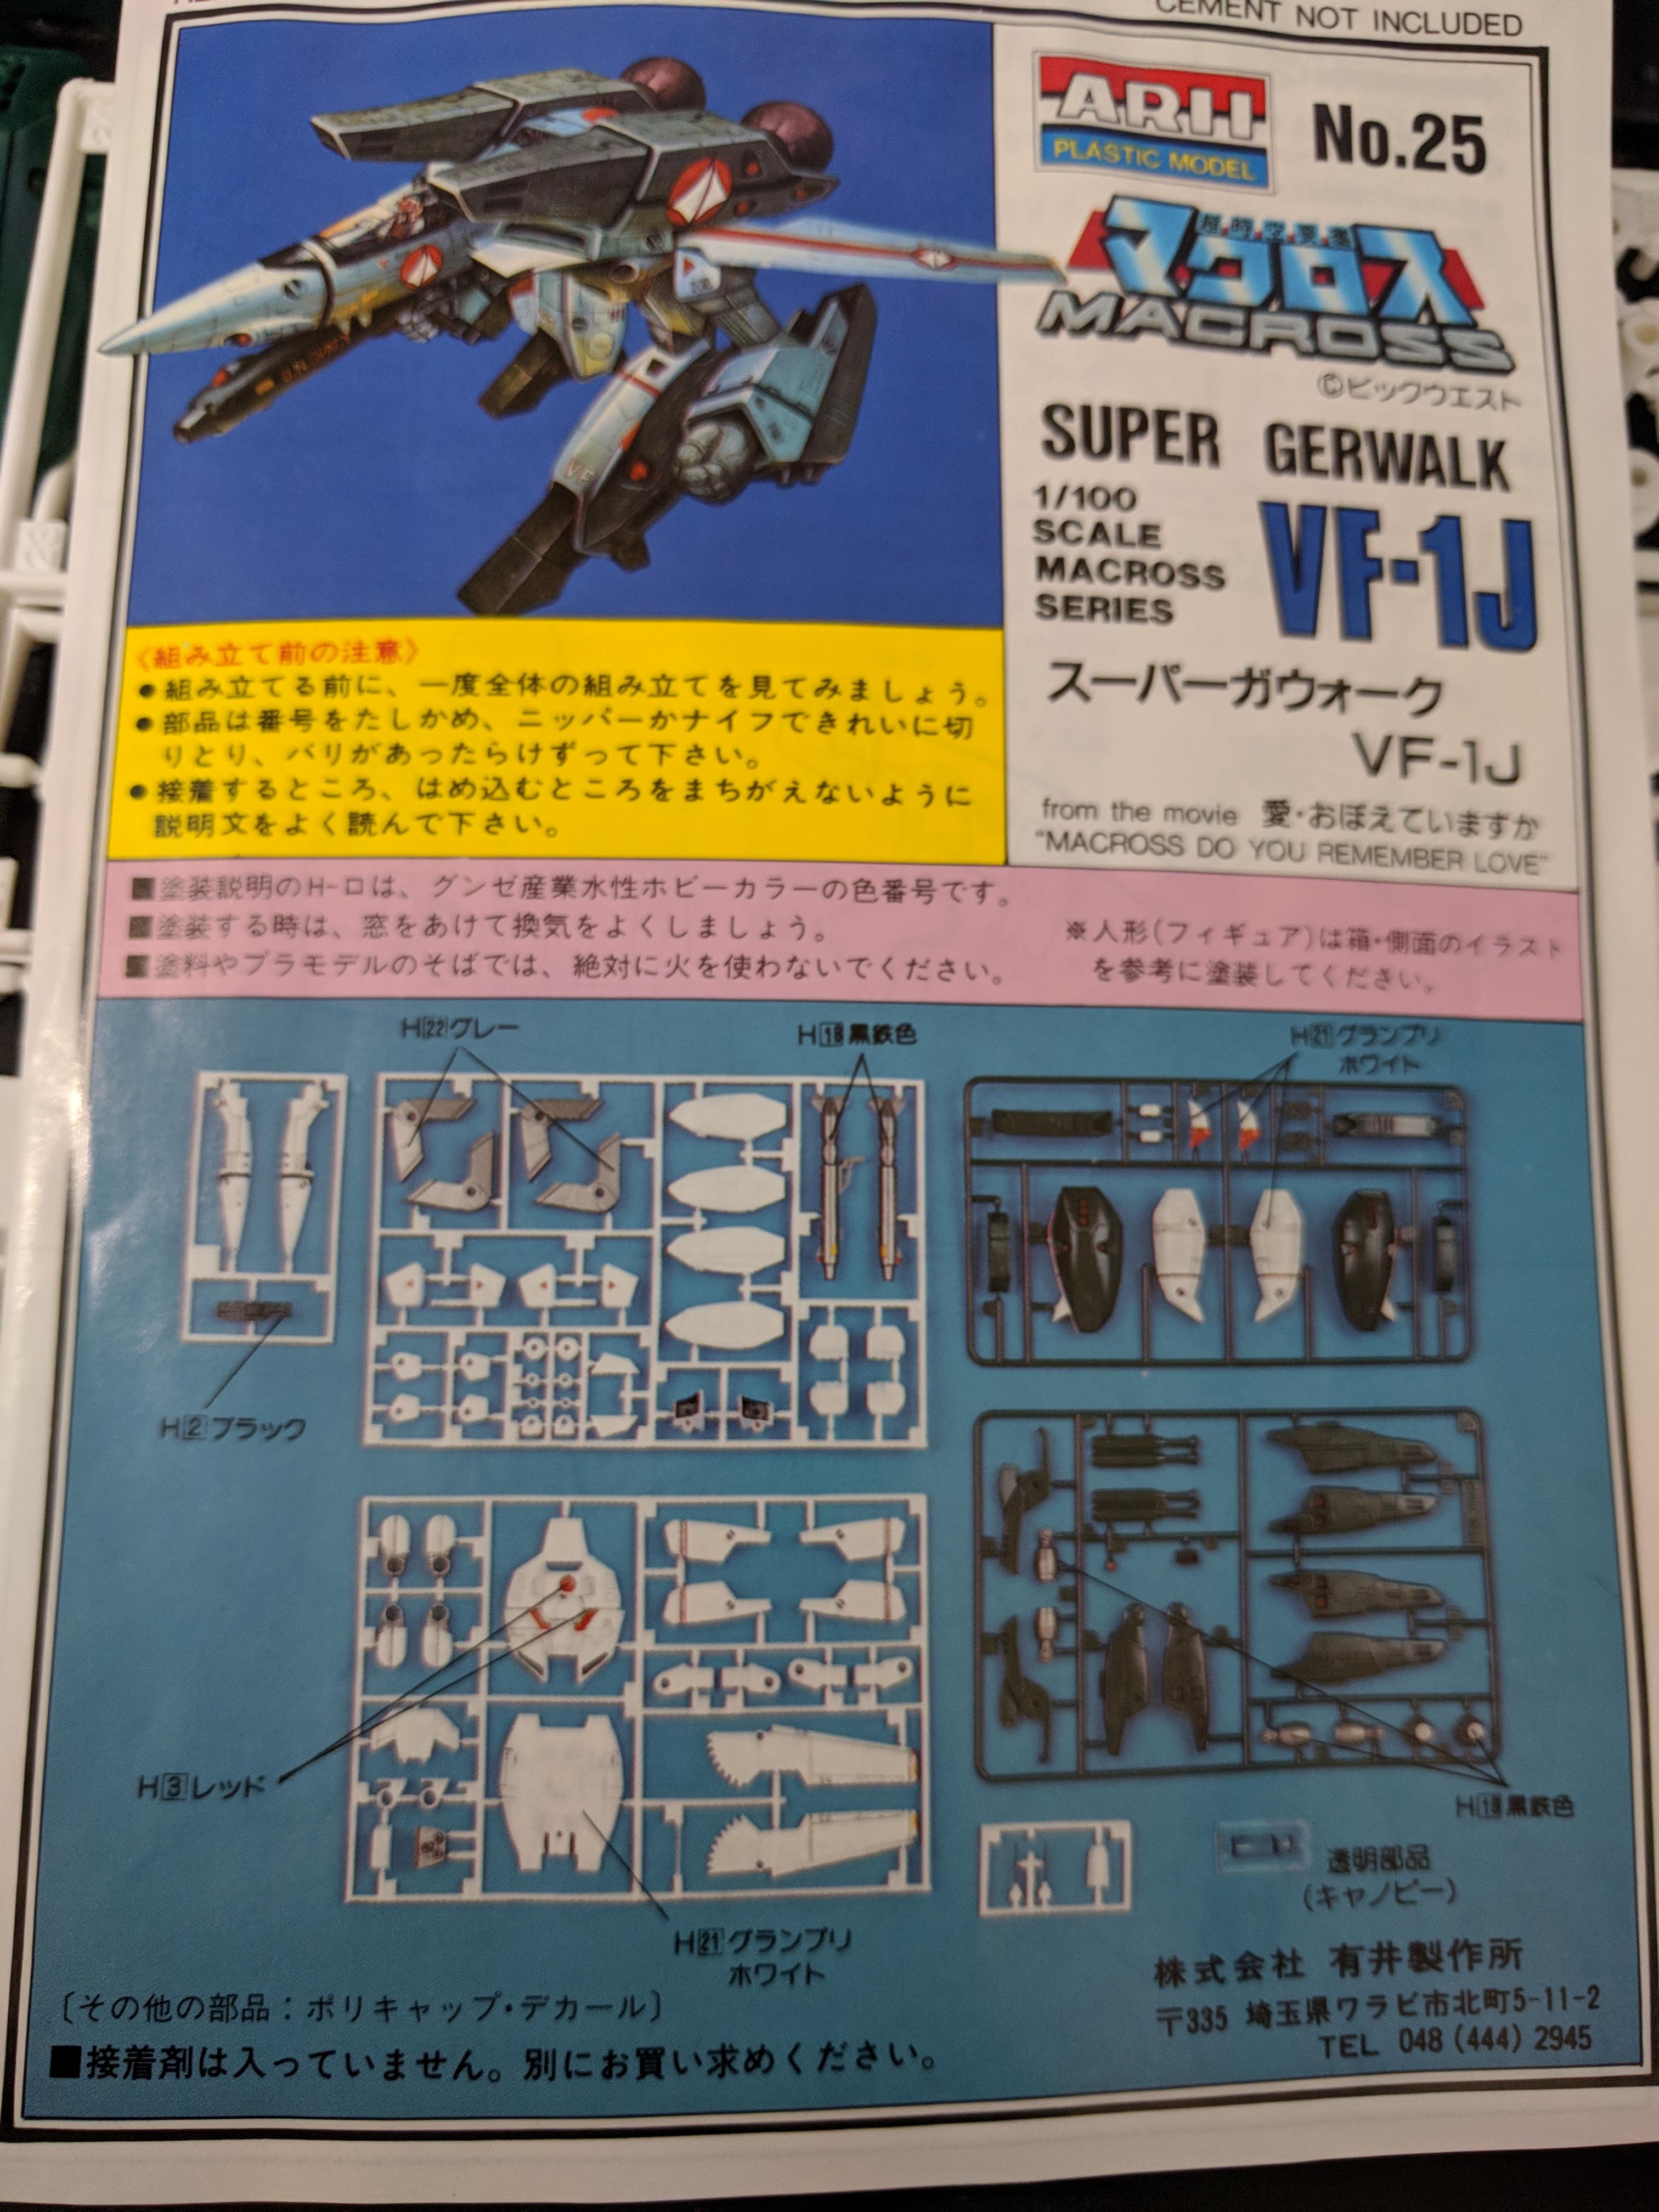 CEMENT NOT INCLUDED
ARII
PLASTIC MODEL
No.25
超時空要塞
マクロス
MACROSS
©ビックウエスト
SUPER GERWALK
1/100
SCALE
MACROSS
SERIES
VF-1J
スーパーガウォーク
VF-1J
from the movie 愛・おぼえていますか
"MACROSS DO YOU REMEMBER LOVE"
《組み立て前の注意》
●組み立てる前に、一度全体の組み立てを見てみましょう。
●部品は番号をたしかめ、ニッパーかナイフできれいに切
りとり、バリがあったらけずって下さい。
●接着するところ、はめ込むところをまちがえないように
説明文をよく読んで下さい。
■塗装説明のH-ロは、グンゼ産業水性ホビーカラーの色番号です。
■塗装する時は、窓をあけて換気をよくしましょう。
■塗料やプラモデルのそばでは、絶対に火を使わないでください。
※人形(フィギュア)は箱・側面のイラスト
を参考に塗装してください。
H22グレー
H18黒鉄色
H21グランプリ
ホワイト
H2ブラック
H3レッド
H21グランプリ
ホワイト
H18黒鉄色
透明部品
(キャノピー)
〔その他の部品：ポリキャップ・デカール〕
■接着剤は入っていません。別にお買い求めください。
株式会社 有井製作所
〒335 埼玉県ワラビ市北町5-11-2
TEL 048 (444) 2945